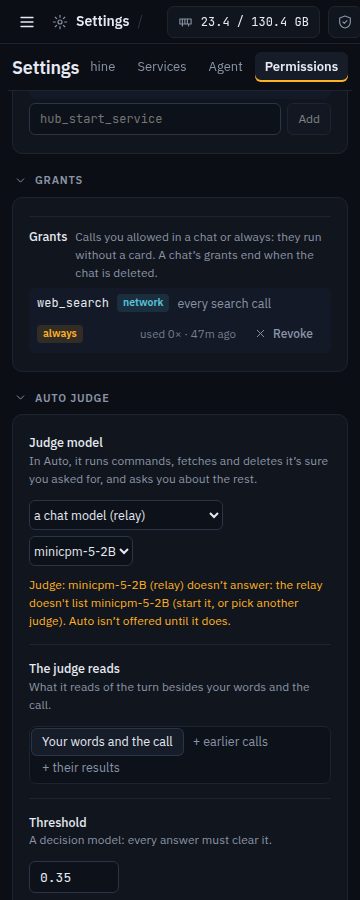 Settings / 23.4 / 130.4 GB
Settings hine Services Agent Permissions
hub_start_service Add
GRANTS
Grants Calls you allowed in a chat or always: they run
without a card. A chat's grants end when the
chat is deleted.
web_search network every search call
always used 0× · 47m ago × Revoke
AUTO JUDGE
Judge model
In Auto, it runs commands, fetches and deletes it's sure
you asked for, and asks you about the rest.
a chat model (relay)
minicpm-5-2B
Judge: minicpm-5-2B (relay) doesn't answer: the relay
doesn't list minicpm-5-2B (start it, or pick another
judge). Auto isn't offered until it does.
The judge reads
What it reads of the turn besides your words and the
call.
Your words and the call + earlier calls
+ their results
Threshold
A decision model: every answer must clear it.
0.35